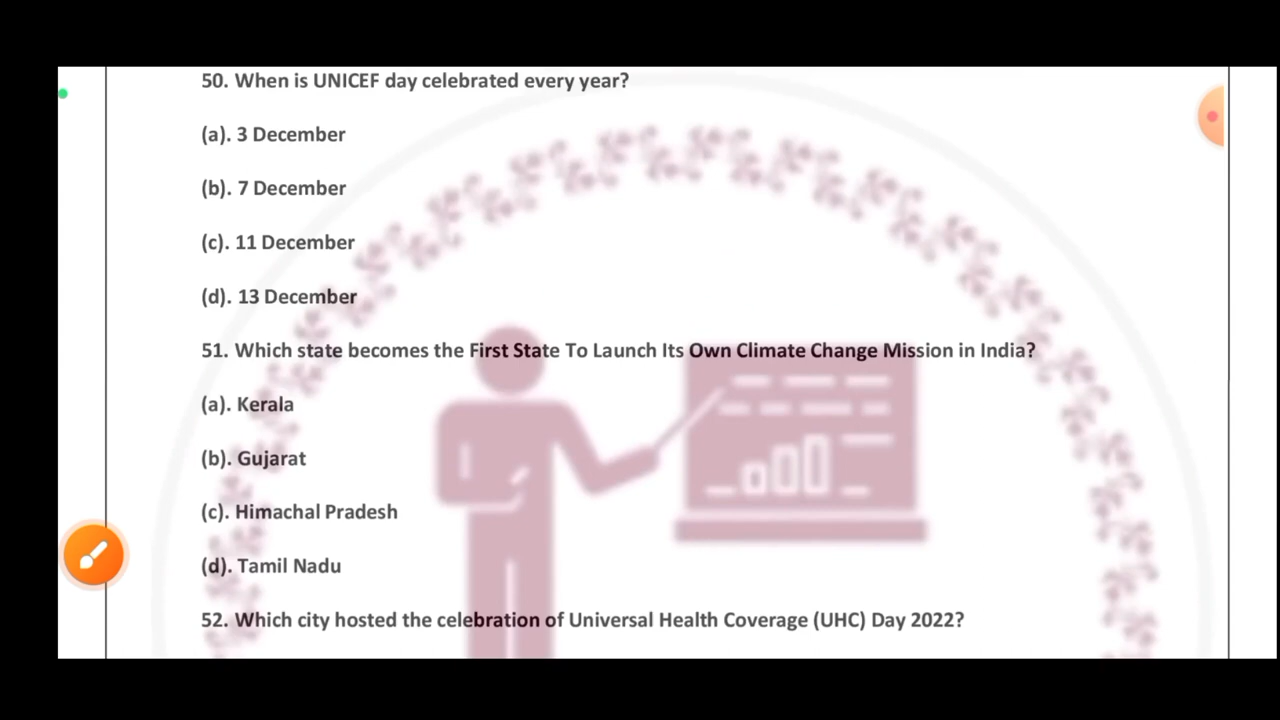 50. When is UNICEF day celebrated every year?
(a). 3 December
(b). 7 December
(c). 11 December
(d). 13 December
51. Which state becomes the First State To Launch Its Own Climate Change Mission in India?
(a). Kerala
(b). Gujarat
(c). Himachal Pradesh
(d). Tamil Nadu
52. Which city hosted the celebration of Universal Health Coverage (UHC) Day 2022?